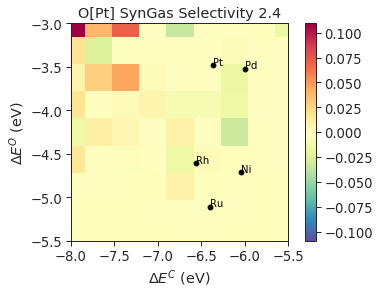 O[Pt] SynGas Selectivity 2.4
−3.0
−3.5
−4.0
−4.5
−5.0
−5.5
ΔE^O (eV)
Pt
Pd
Rh
Ni
Ru
−8.0 −7.5 −7.0 −6.5 −6.0 −5.5
ΔE^C (eV)
0.100
0.075
0.050
0.025
0.000
−0.025
−0.050
−0.075
−0.100